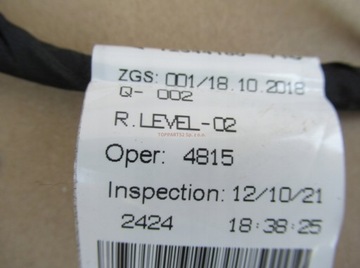 ZGS: 001/18.10.2018
Q- 002
R.LEVEL-02
Oper: 4815
Inspection: 12/10/21
2424 18:38:25